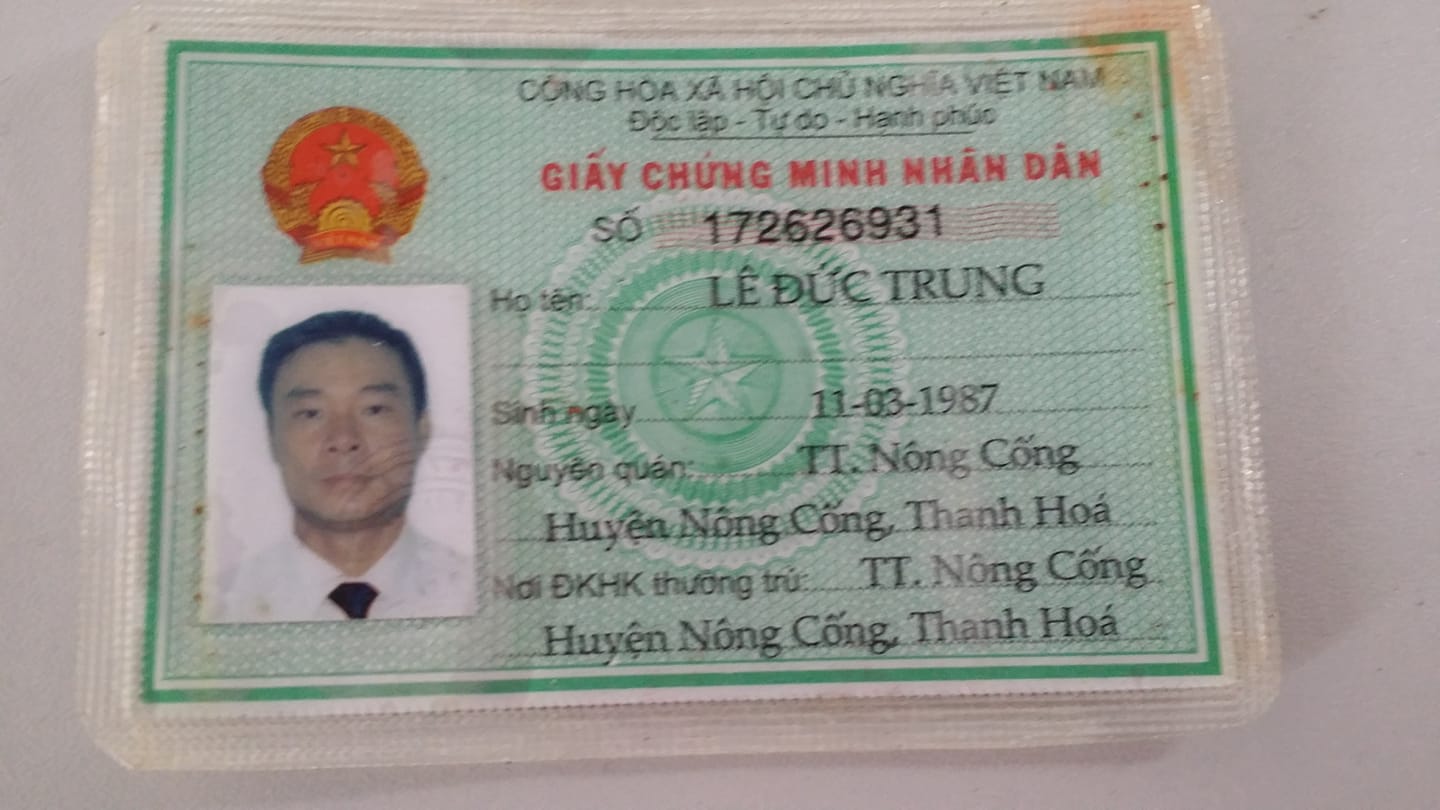 CỘNG HÒA XÃ HỘI CHỦ NGHĨA VIỆT NAM
Độc lập - Tự do - Hạnh phúc
GIẤY CHỨNG MINH NHÂN DÂN
SỐ 172626931
Họ tên: LÊ ĐỨC TRUNG
Sinh ngày 11-03-1987
Nguyên quán: TT. Nông Cống
Huyện Nông Cống, Thanh Hoá
Nơi ĐKHK thường trú: TT. Nông Cống
Huyện Nông Cống, Thanh Hoá